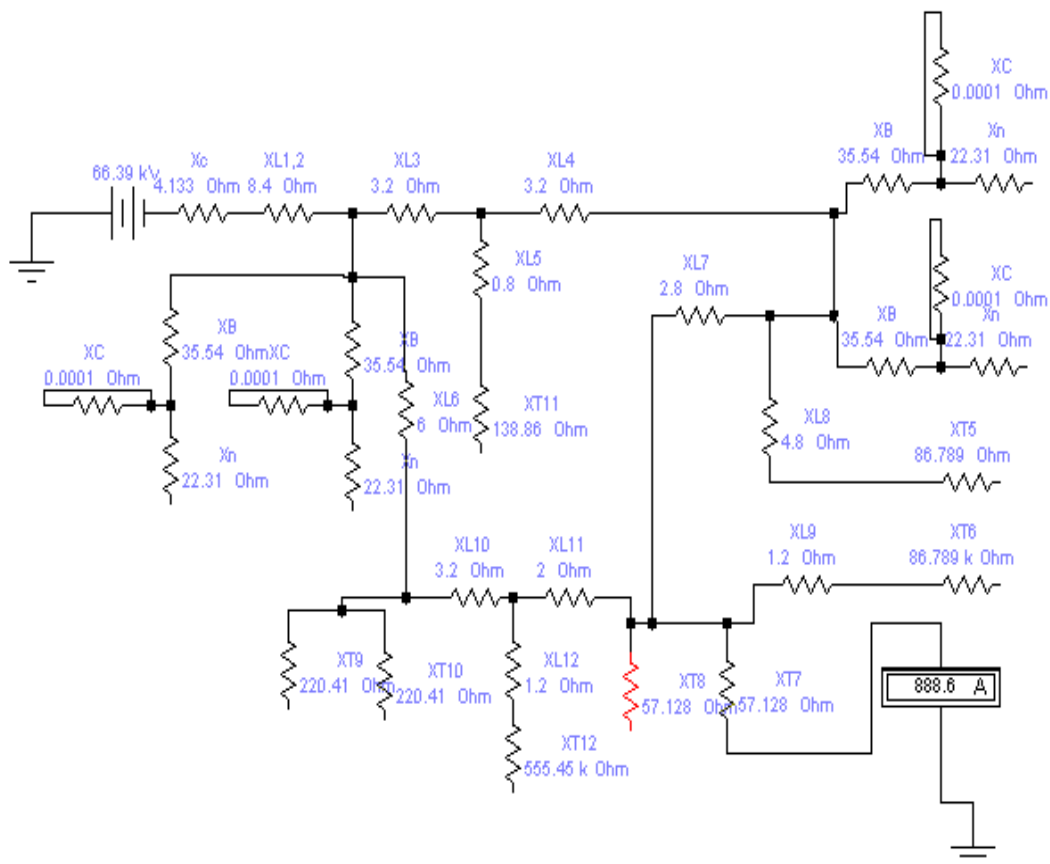 XC
0.0001 Ohm
XB
Xn
35.54 Ohm
22.31 Ohm
66.39 kV
Xc
4.133 Ohm
XL1,2
8.4 Ohm
XL3
3.2 Ohm
XL4
3.2 Ohm
XL5
0.8 Ohm
XL7
2.8 Ohm
XC
0.0001 Ohm
XB
Xn
35.54 Ohm
22.31 Ohm
XB
35.54 Ohm
XC
0.0001 Ohm
XB
35.54 Ohm
XC
0.0001 Ohm
XL6
6 Ohm
XT11
138.86 Ohm
XL8
4.8 Ohm
XT5
86.789 Ohm
Xn
22.31 Ohm
Xn
22.31 Ohm
XL10
3.2 Ohm
XL11
2 Ohm
XL9
1.2 Ohm
XT6
86.789 k Ohm
XT9
220.41 Ohm
XT10
220.41 Ohm
XL12
1.2 Ohm
XT8
57.128 Ohm
XT7
57.128 Ohm
888.6 A
XT12
555.45 k Ohm